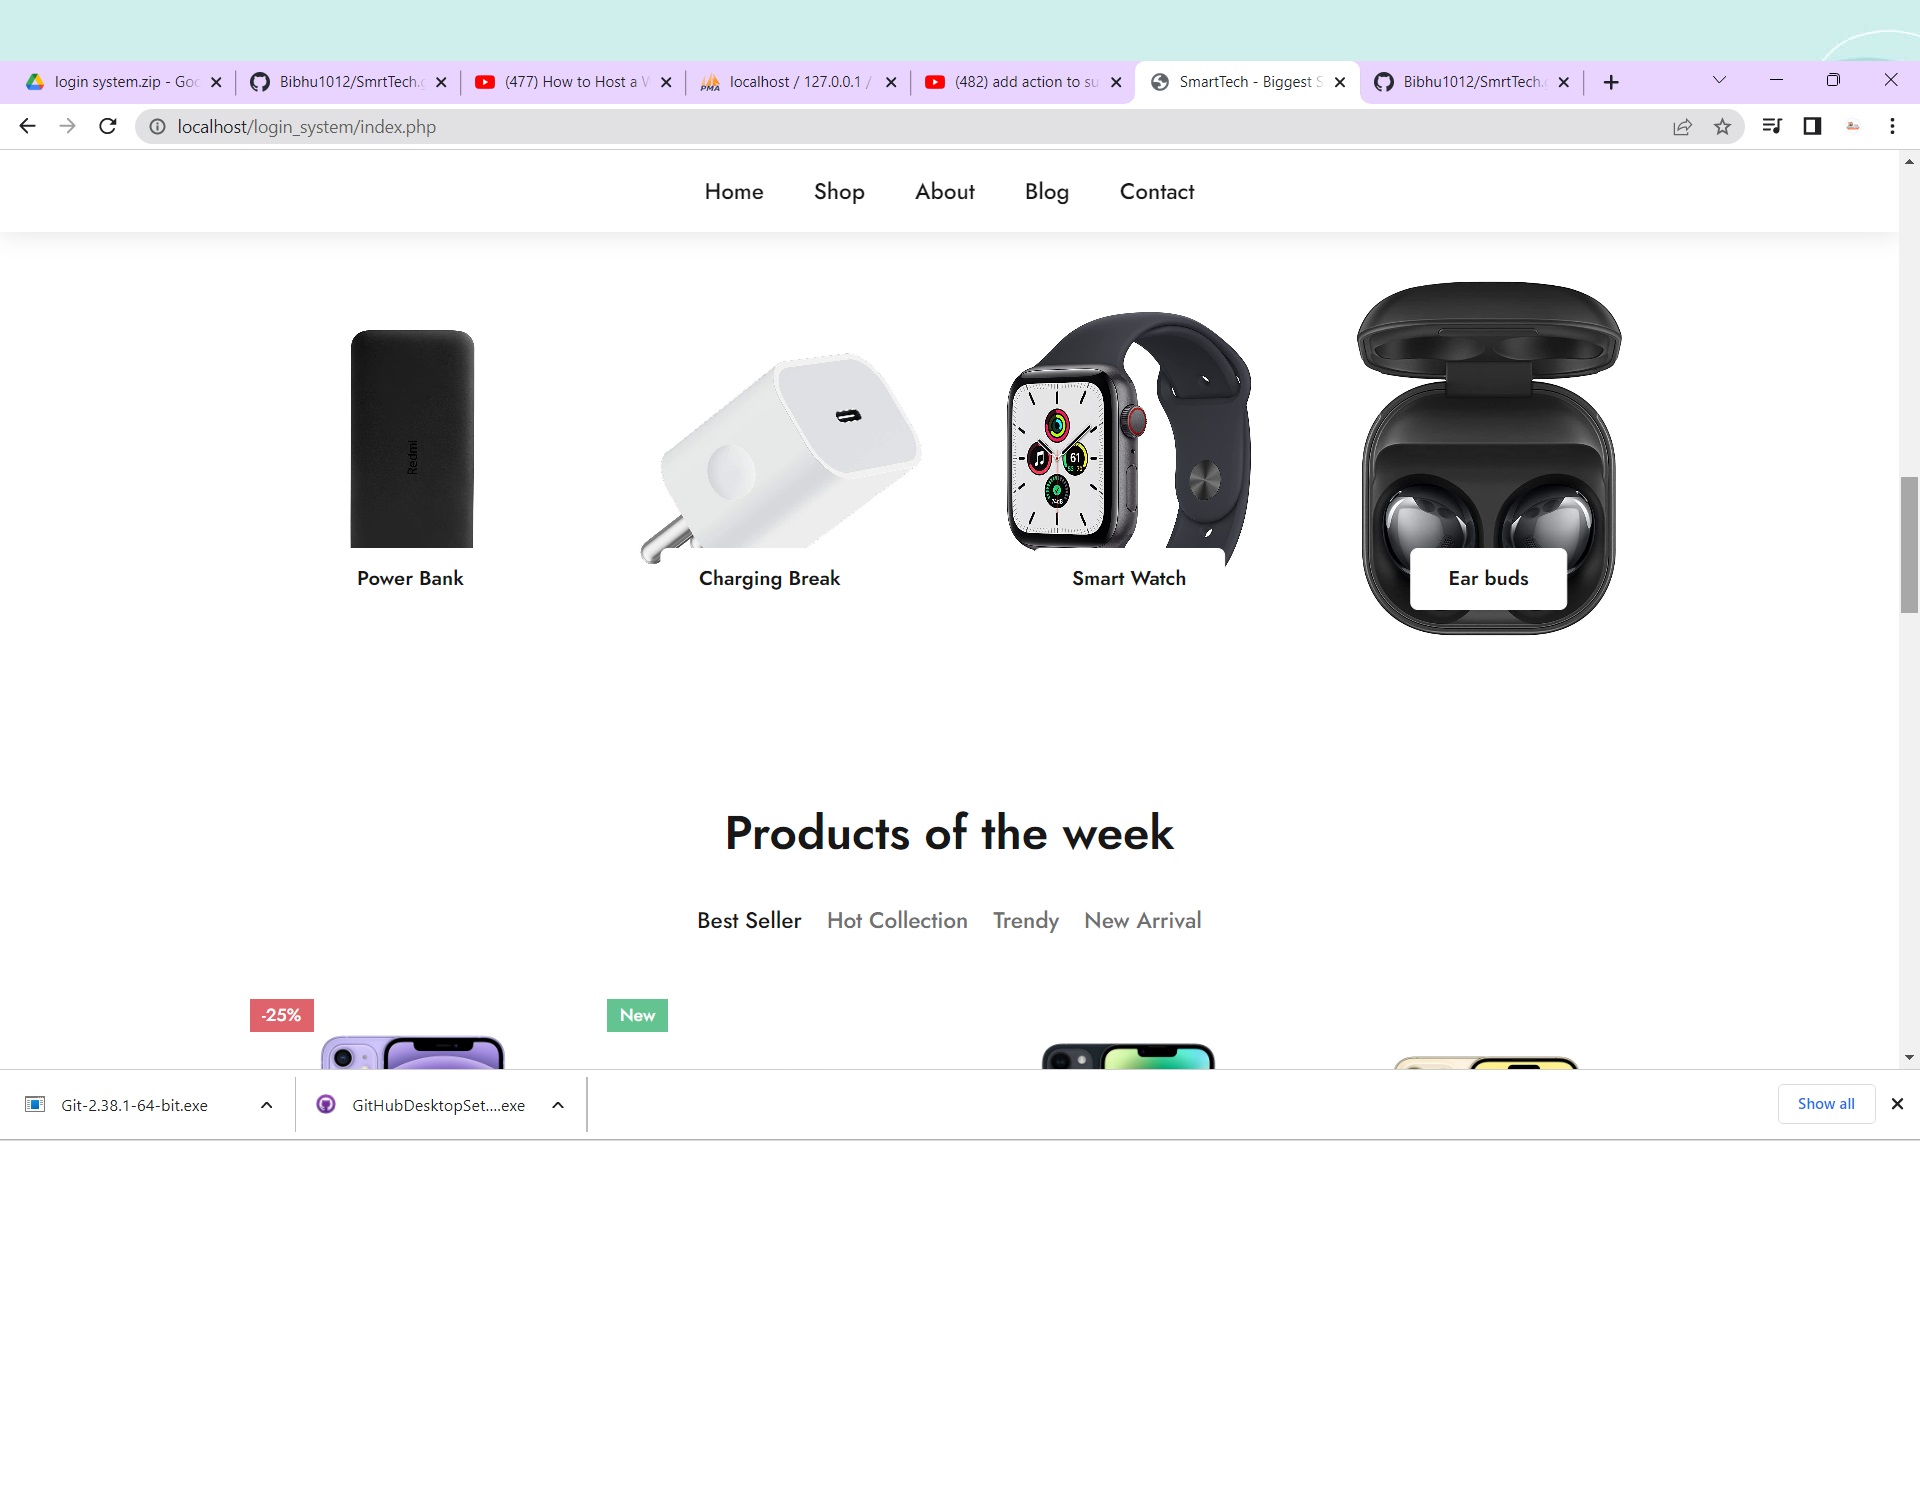 login system.zip - Goo
Bibhu1012/SmrtTech.g
(477) How to Host a W
localhost / 127.0.0.1 /
(482) add action to su
SmartTech - Biggest S
Bibhu1012/SmrtTech.g
localhost/login_system/index.php
Home Shop About Blog Contact
Redmi
61
Power Bank
Charging Break
Smart Watch
Ear buds
Products of the week
Best Seller Hot Collection Trendy New Arrival
-25%
New
Git-2.38.1-64-bit.exe
GitHubDesktopSet....exe
Show all